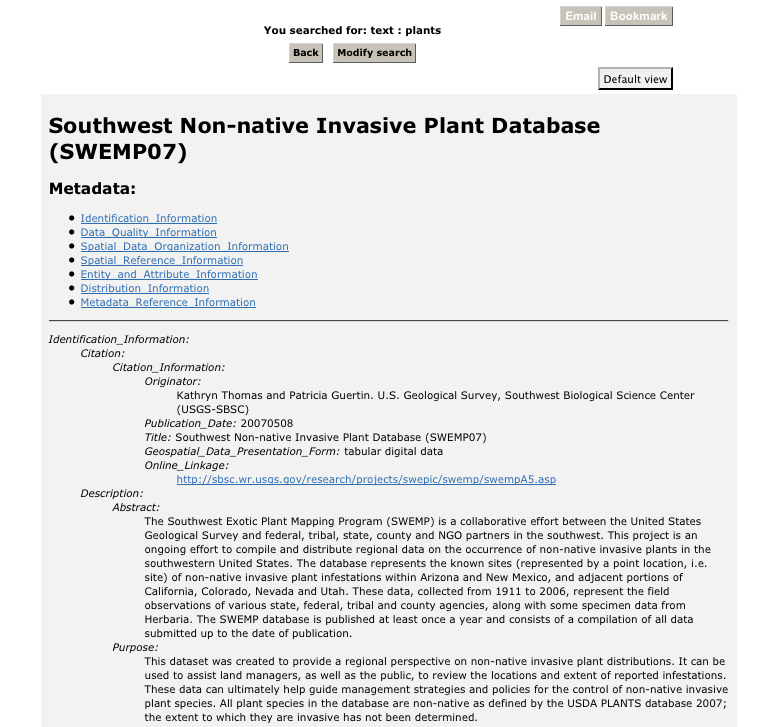 Email Bookmark
You searched for: text : plants
Back Modify search
Default view
Southwest Non-native Invasive Plant Database
(SWEMP07)
Metadata:
Identification_Information
Data_Quality_Information
Spatial_Data_Organization_Information
Spatial_Reference_Information
Entity_and_Attribute_Information
Distribution_Information
Metadata_Reference_Information
Identification_Information:
Citation:
Citation_Information:
Originator:
Kathryn Thomas and Patricia Guertin. U.S. Geological Survey, Southwest Biological Science Center
(USGS-SBSC)
Publication_Date: 20070508
Title: Southwest Non-native Invasive Plant Database (SWEMP07)
Geospatial_Data_Presentation_Form: tabular digital data
Online_Linkage:
http://sbsc.wr.usgs.gov/research/projects/swepic/swemp/swempA5.asp
Description:
Abstract:
The Southwest Exotic Plant Mapping Program (SWEMP) is a collaborative effort between the United States
Geological Survey and federal, tribal, state, county and NGO partners in the southwest. This project is an
ongoing effort to compile and distribute regional data on the occurrence of non-native invasive plants in the
southwestern United States. The database represents the known sites (represented by a point location, i.e.
site) of non-native invasive plant infestations within Arizona and New Mexico, and adjacent portions of
California, Colorado, Nevada and Utah. These data, collected from 1911 to 2006, represent the field
observations of various state, federal, tribal and county agencies, along with some specimen data from
Herbaria. The SWEMP database is published at least once a year and consists of a compilation of all data
submitted up to the date of publication.
Purpose:
This dataset was created to provide a regional perspective on non-native invasive plant distributions. It can be
used to assist land managers, as well as the public, to review the locations and extent of reported infestations.
These data can ultimately help guide management strategies and policies for the control of non-native invasive
plant species. All plant species in the database are non-native as defined by the USDA PLANTS database 2007;
the extent to which they are invasive has not been determined.